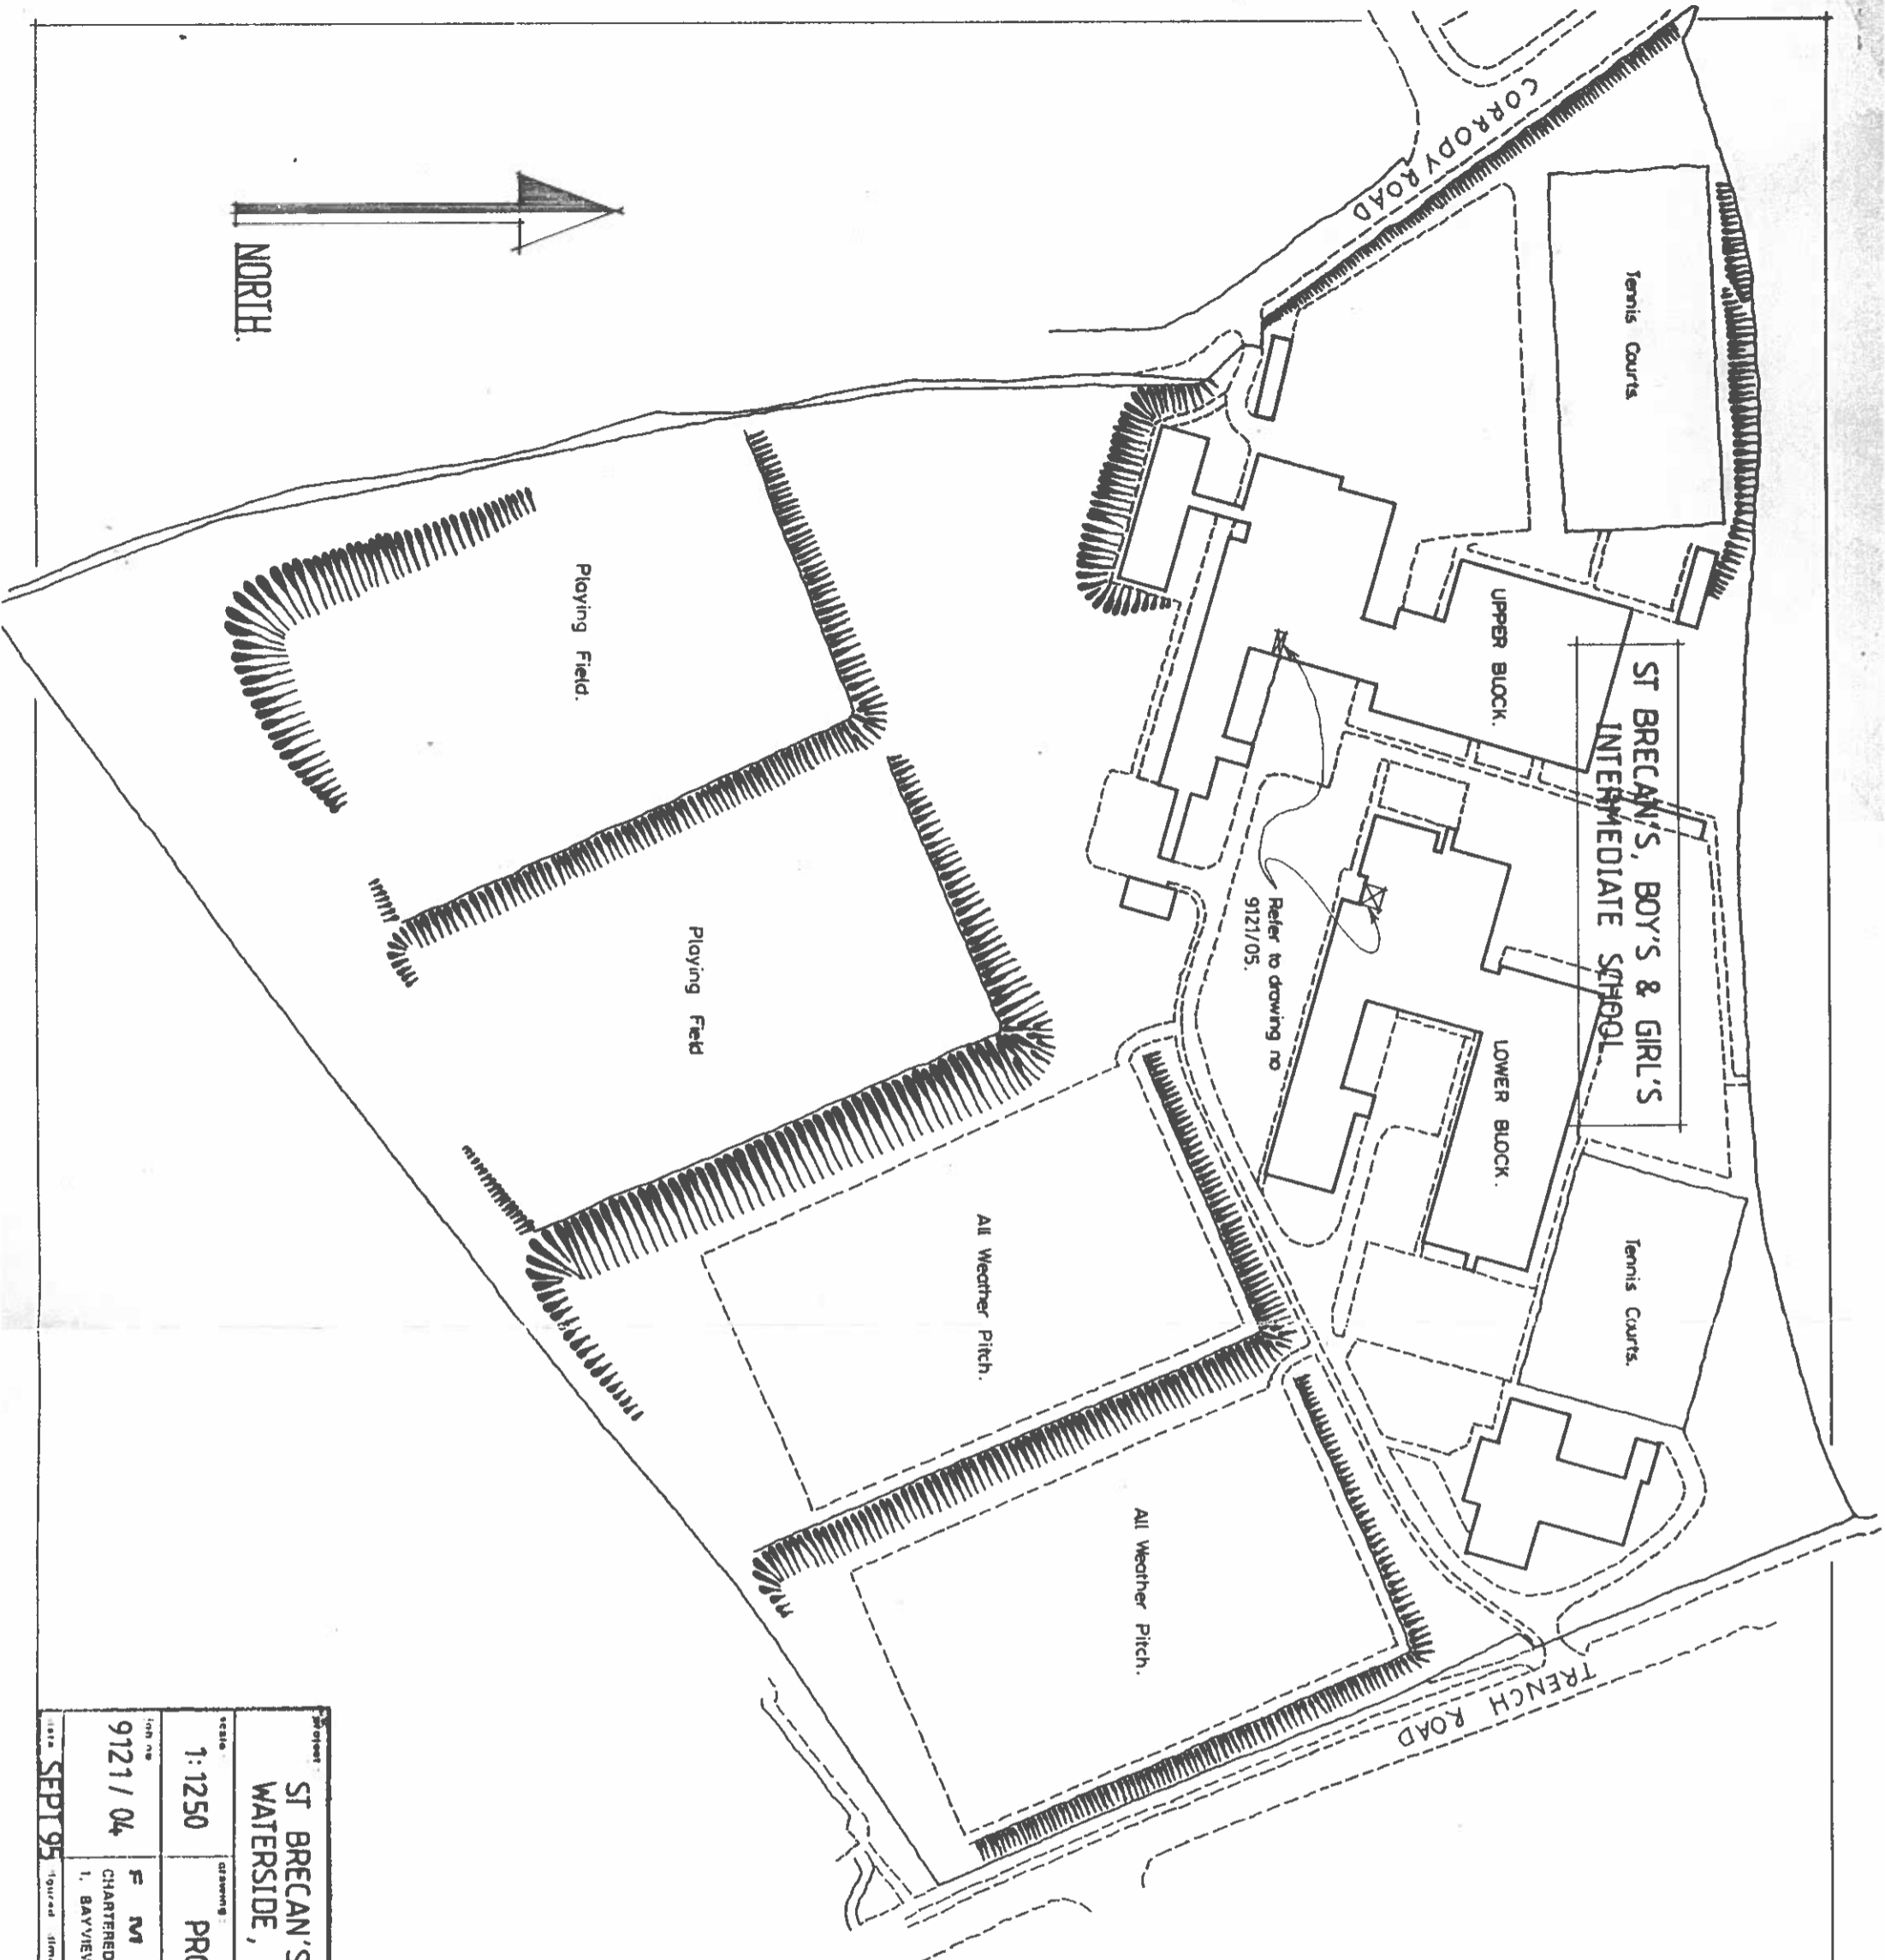 CORRODY ROAD
Tennis Courts.
ST BRECAN'S, BOY'S & GIRL'S
INTERMEDIATE SCHOOL
UPPER BLOCK.
LOWER BLOCK.
Tennis Courts.
Refer to drawing no
9121/05.
TRENCH ROAD
All Weather Pitch.
All Weather Pitch.
Playing Field
Playing Field.
NORTH.
project:
ST BRECAN'S
WATERSIDE,
scale:
1:1250
drawing:
job no
9121 / 04
F M
CHARTERED
1, BAYVIEW
date SEPT 95
figured